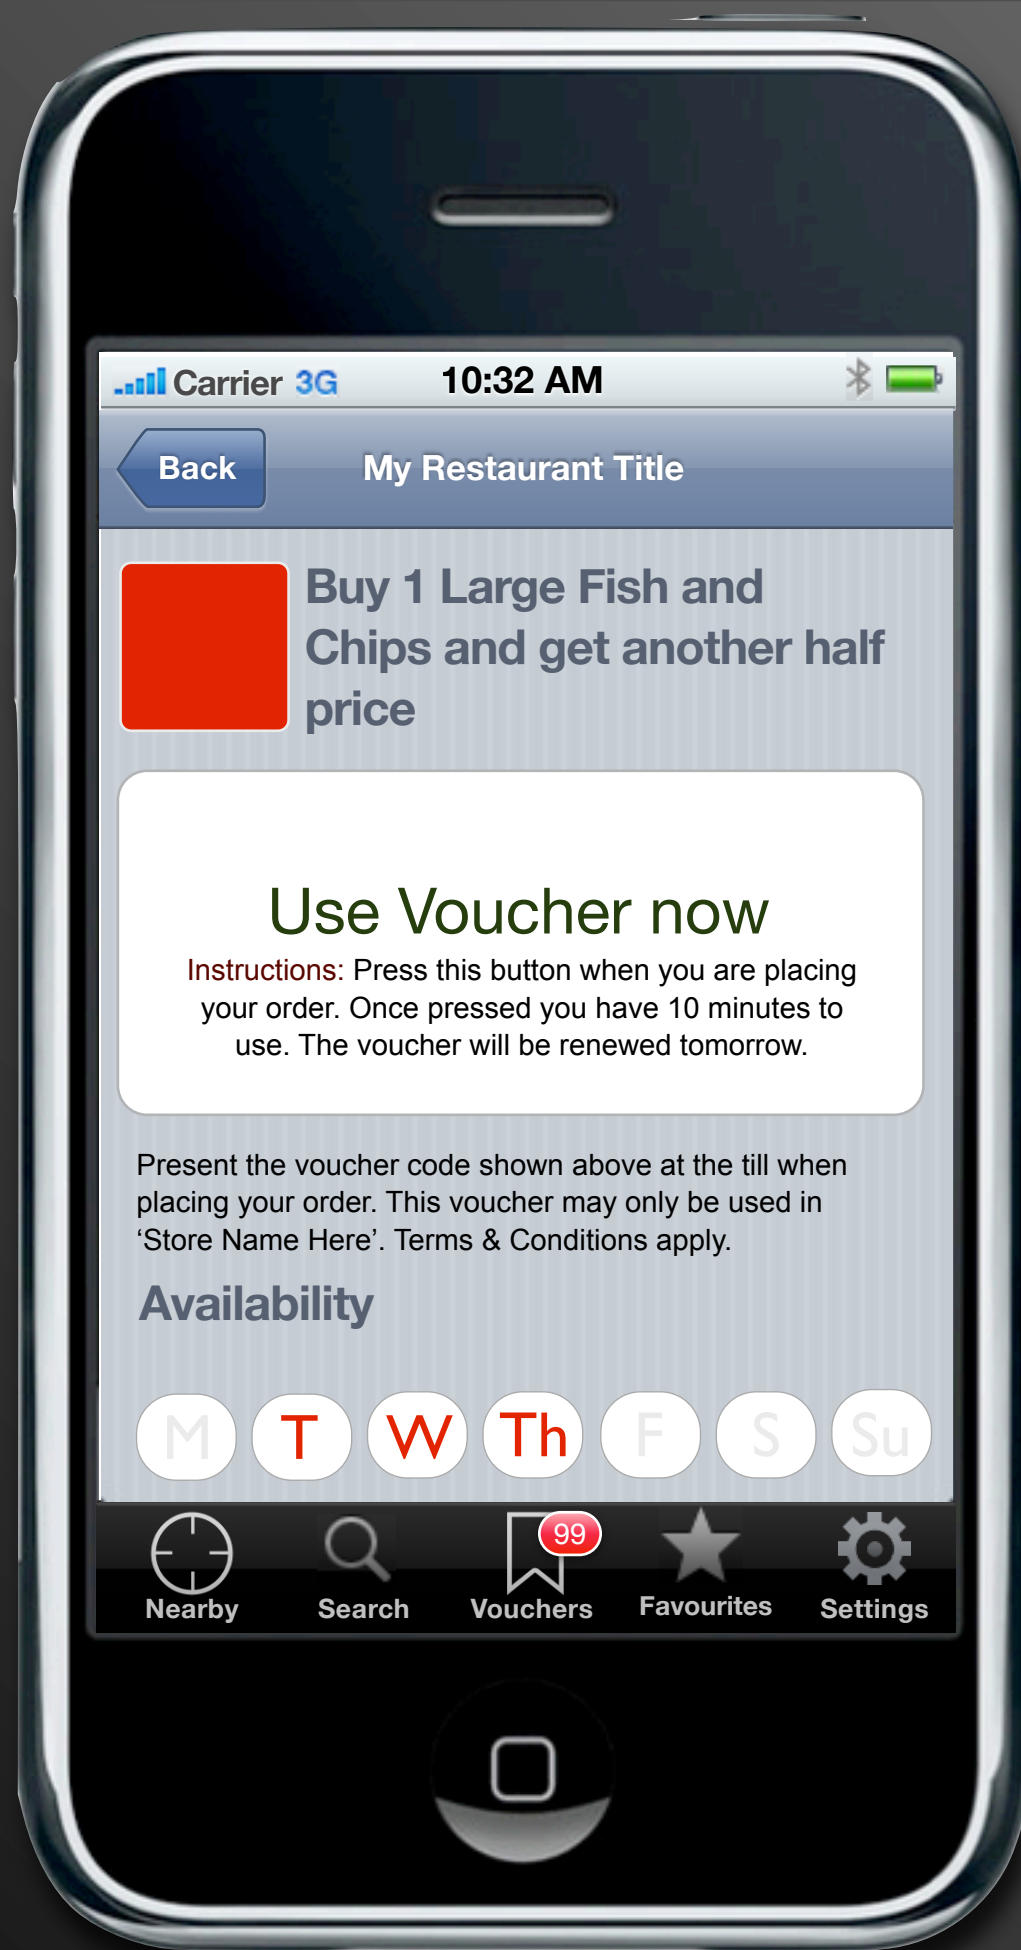 Carrier 3G 10:32 AM
Back My Restaurant Title
Buy 1 Large Fish and
Chips and get another half
price
Use Voucher now
Instructions: Press this button when you are placing
your order. Once pressed you have 10 minutes to
use. The voucher will be renewed tomorrow.
Present the voucher code shown above at the till when
placing your order. This voucher may only be used in
‘Store Name Here’. Terms & Conditions apply.
Availability
M T W Th F S Su
99
Nearby Search Vouchers Favourites Settings